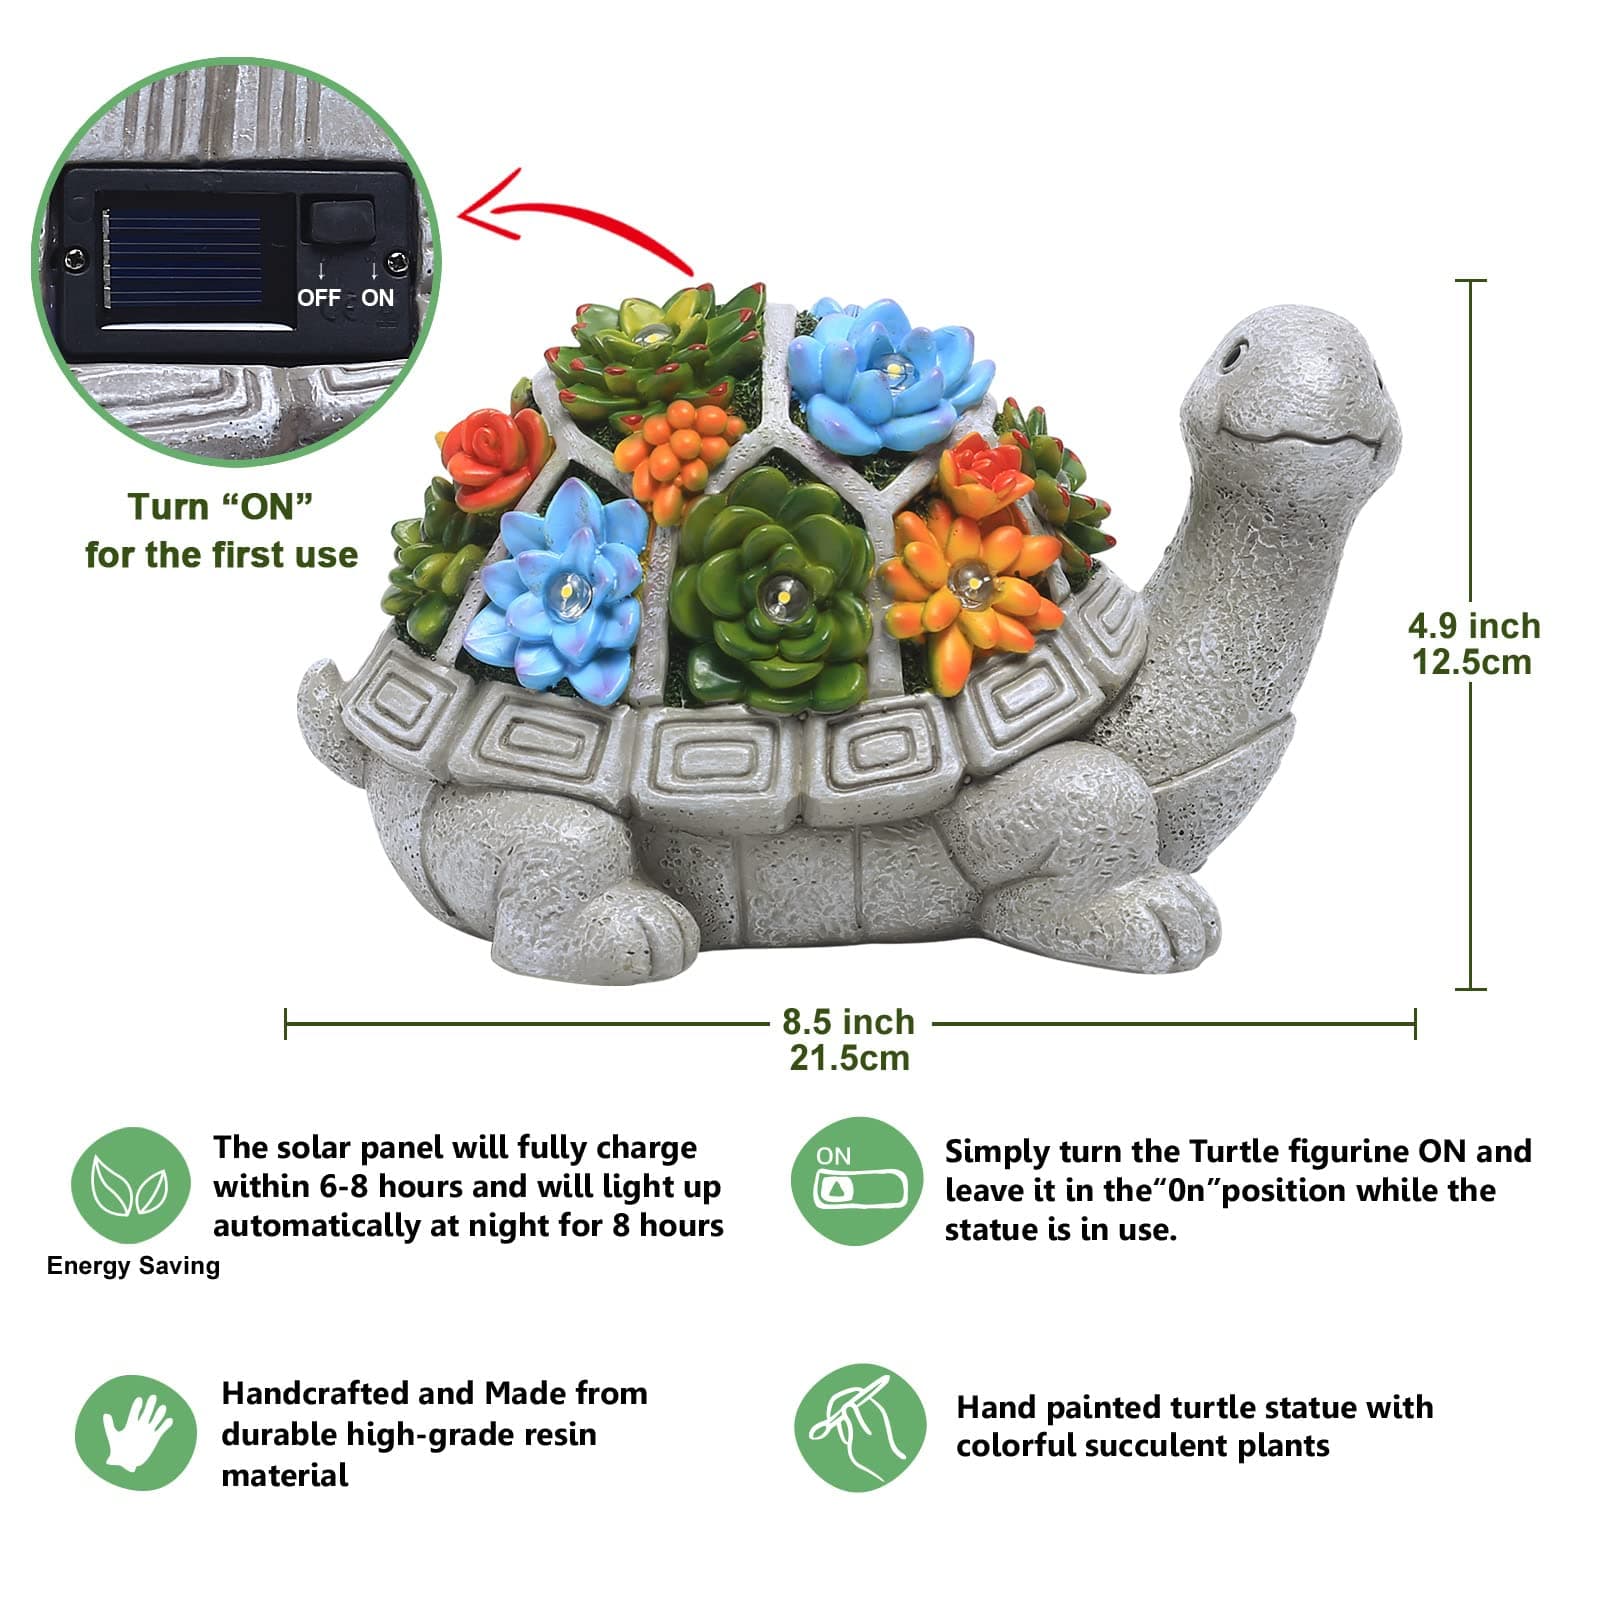 OFF ON
Turn “ON”
for the first use
4.9 inch
12.5cm
8.5 inch
21.5cm
The solar panel will fully charge
within 6-8 hours and will light up
automatically at night for 8 hours
Energy Saving
ON
Simply turn the Turtle figurine ON and
leave it in the“0n”position while the
statue is in use.
Handcrafted and Made from
durable high-grade resin
material
Hand painted turtle statue with
colorful succulent plants